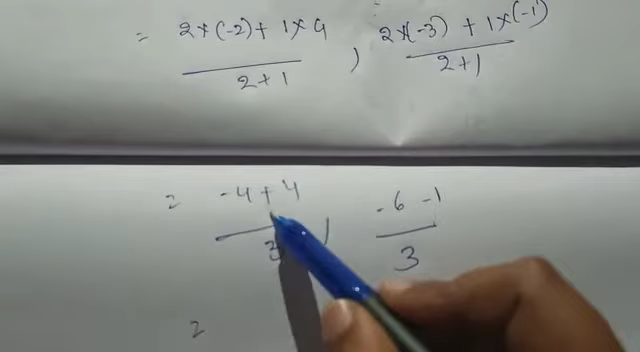 = 2×(-2) + 1×4 / 2+1 , 2×(-3) + 1×(-1) / 2+1
= -4 + 4 / 3 , -6 -1 / 3
=